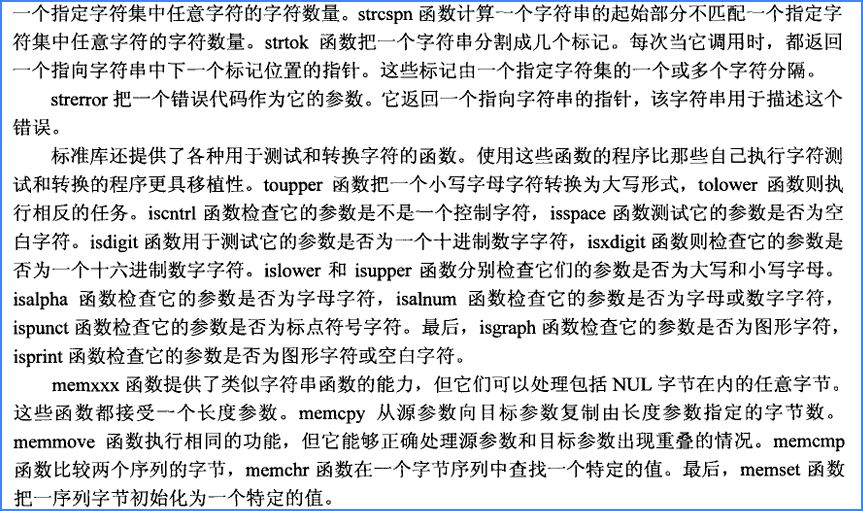 一个指定字符集中任意字符的字符数量。strcspn 函数计算一个字符串的起始部分不匹配一个指定字
符集中任意字符的字符数量。strtok 函数把一个字符串分割成几个标记。每次当它调用时，都返回
一个指向字符串中下一个标记位置的指针。这些标记由一个指定字符集的一个或多个字符分隔。
strerror 把一个错误代码作为它的参数。它返回一个指向字符串的指针，该字符串用于描述这个
错误。
标准库还提供了各种用于测试和转换字符的函数。使用这些函数的程序比那些自己执行字符测
试和转换的程序更具移植性。toupper 函数把一个小写字母字符转换为大写形式，tolower 函数则执
行相反的任务。iscntrl 函数检查它的参数是不是一个控制字符，isspace 函数测试它的参数是否为空
白字符。isdigit 函数用于测试它的参数是否为一个十进制数字字符，isxdigit 函数则检查它的参数是
否为一个十六进制数字字符。islower 和 isupper 函数分别检查它们的参数是否为大写和小写字母。
isalpha 函数检查它的参数是否为字母字符，isalnum 函数检查它的参数是否为字母或数字字符，
ispunct 函数检查它的参数是否为标点符号字符。最后，isgraph 函数检查它的参数是否为图形字符，
isprint 函数检查它的参数是否为图形字符或空白字符。
memxxx 函数提供了类似字符串函数的能力，但它们可以处理包括 NUL 字节在内的任意字节。
这些函数都接受一个长度参数。memcpy 从源参数向目标参数复制由长度参数指定的字节数。
memmove 函数执行相同的功能，但它能够正确处理源参数和目标参数出现重叠的情况。memcmp
函数比较两个序列的字节，memchr 函数在一个字节序列中查找一个特定的值。最后，memset 函数
把一序列字节初始化为一个特定的值。